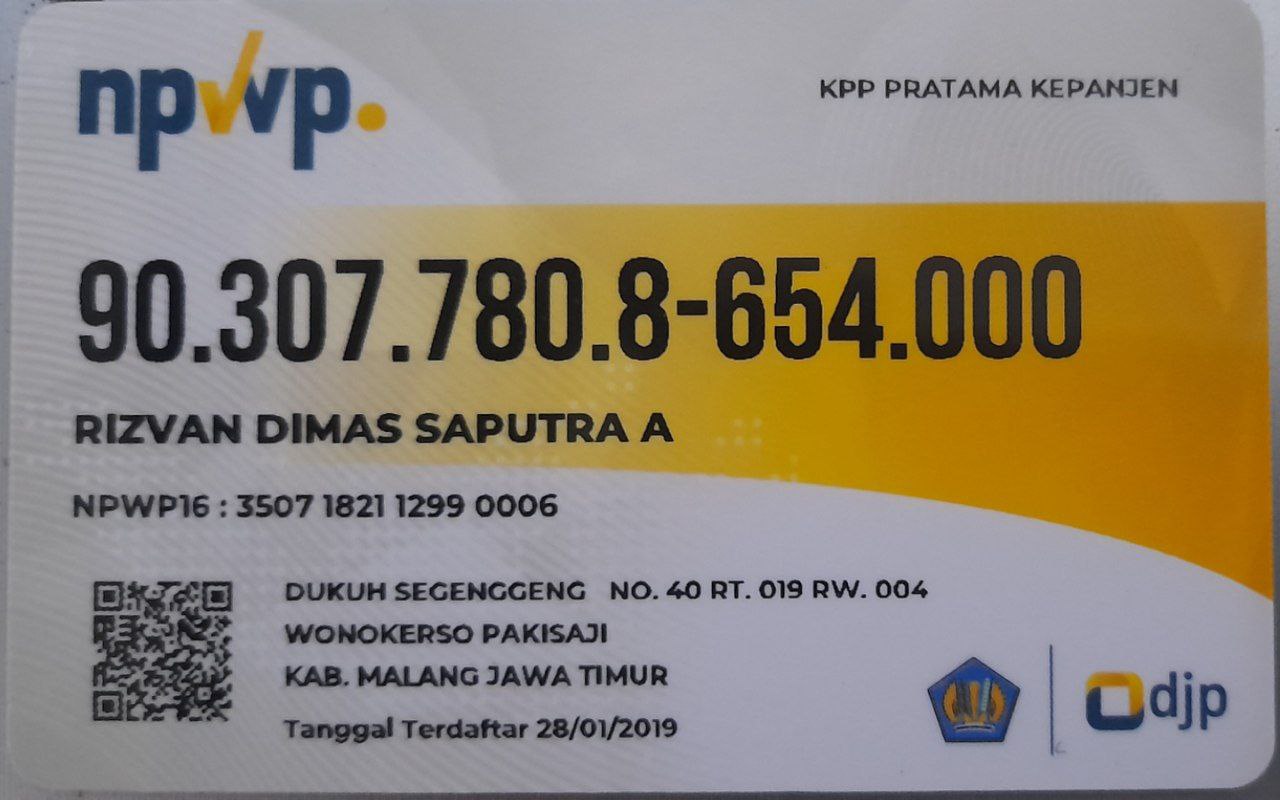 npwp.
KPP PRATAMA KEPANJEN
90.307.780.8-654.000
RIZVAN DIMAS SAPUTRA A
NPWP16 : 3507 1821 1299 0006
DUKUH SEGENGGENG NO. 40 RT. 019 RW. 004
WONOKERSO PAKISAJI
KAB. MALANG JAWA TIMUR
Tanggal Terdaftar 28/01/2019
djp